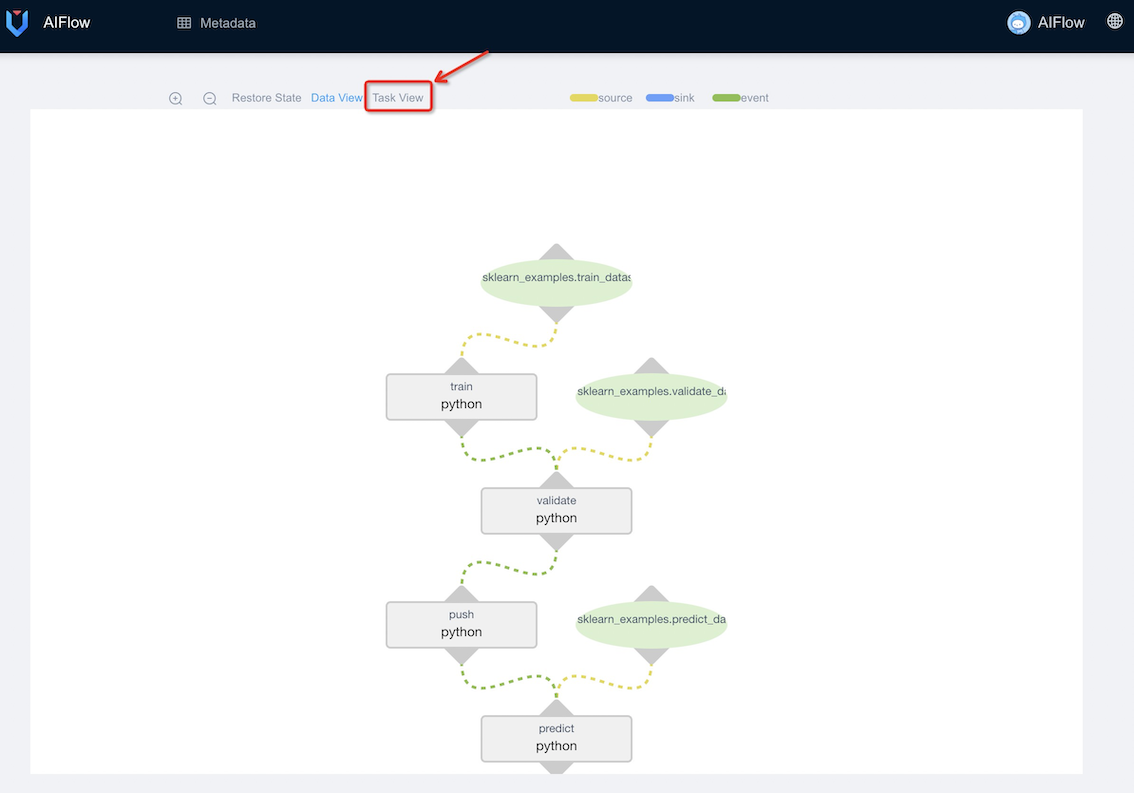 AIFlow
Metadata
AIFlow
Restore State Data View Task View
source sink event
sklearn_examples.train_datas
train
python
sklearn_examples.validate_da
validate
python
push
python
sklearn_examples.predict_da
predict
python